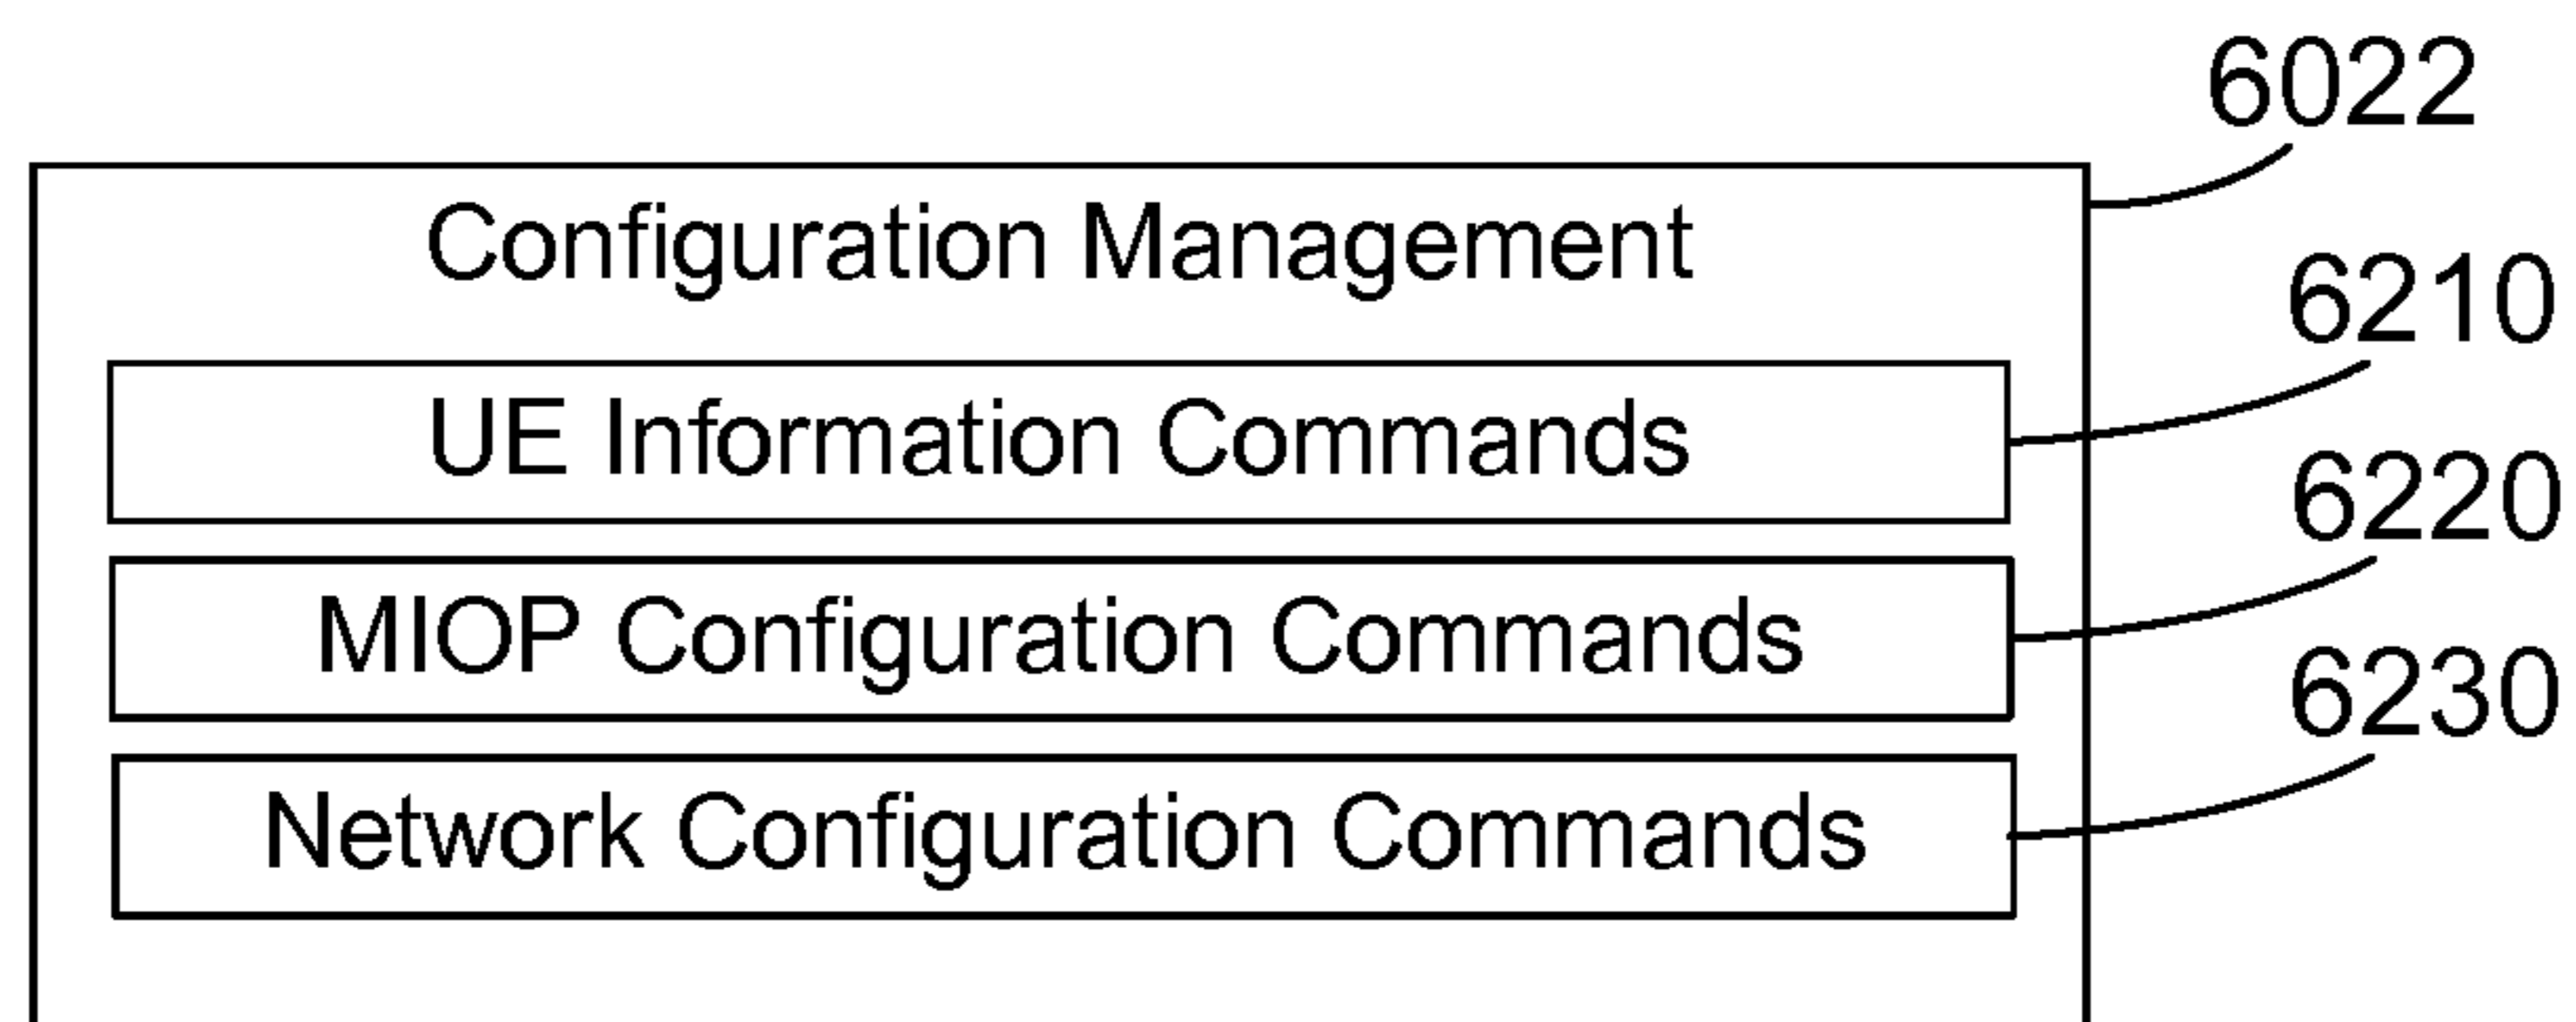 6022
Configuration Management
6210
UE Information Commands
6220
MIOP Configuration Commands
6230
Network Configuration Commands